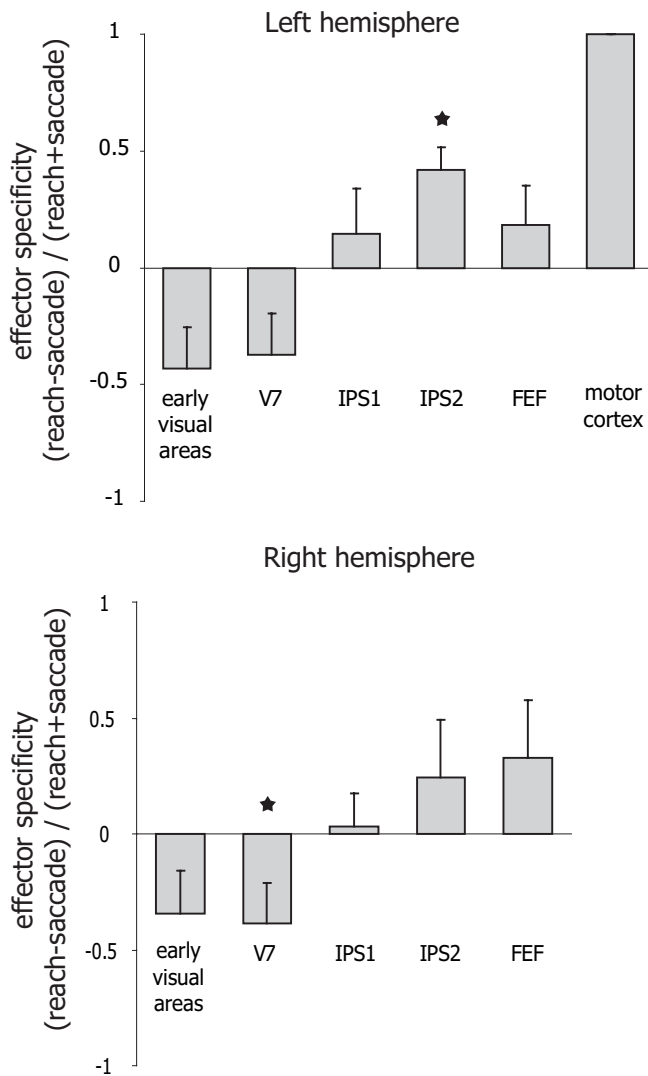 Left hemisphere
effector specificity
(reach-saccade) / (reach+saccade)
1
0.5
0
-0.5
-1
★
early
visual
areas
V7
IPS1
IPS2
FEF
motor
cortex
Right hemisphere
effector specificity
(reach-saccade) / (reach+saccade)
1
0.5
0
-0.5
-1
★
early
visual
areas
V7
IPS1
IPS2
FEF